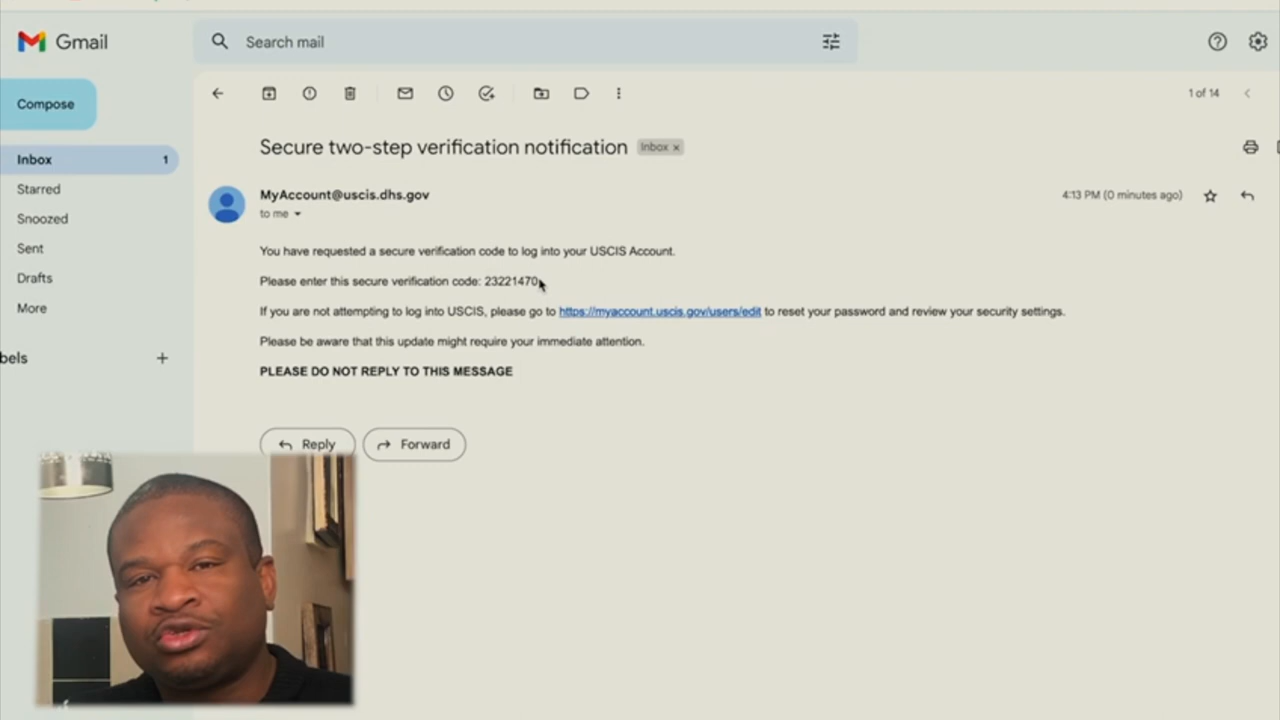 Gmail
Search mail
Compose
1 of 14
Secure two-step verification notification Inbox x
Inbox 1
MyAccount@uscis.dhs.gov 4:13 PM (0 minutes ago)
Starred
to me
Snoozed
Sent
You have requested a secure verification code to log into your USCIS Account.
Drafts
Please enter this secure verification code: 23221470
More
If you are not attempting to log into USCIS, please go to https://myaccount.uscis.gov/users/edit to reset your password and review your security settings.
Please be aware that this update might require your immediate attention.
bels +
PLEASE DO NOT REPLY TO THIS MESSAGE
Reply Forward